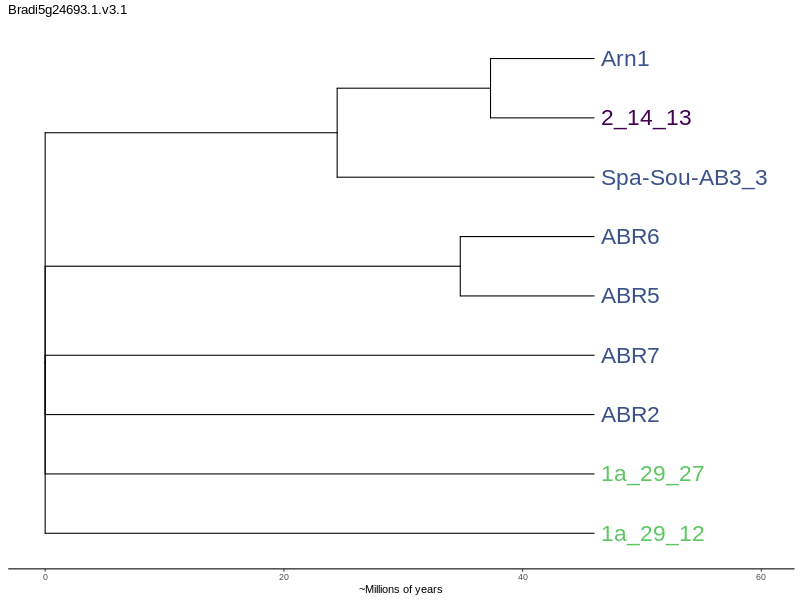 Bradi5g24693.1.v3.1
Arn1
2_14_13
Spa-Sou-AB3_3
ABR6
ABR5
ABR7
ABR2
1a_29_27
1a_29_12
0 20 40 60
~Millions of years